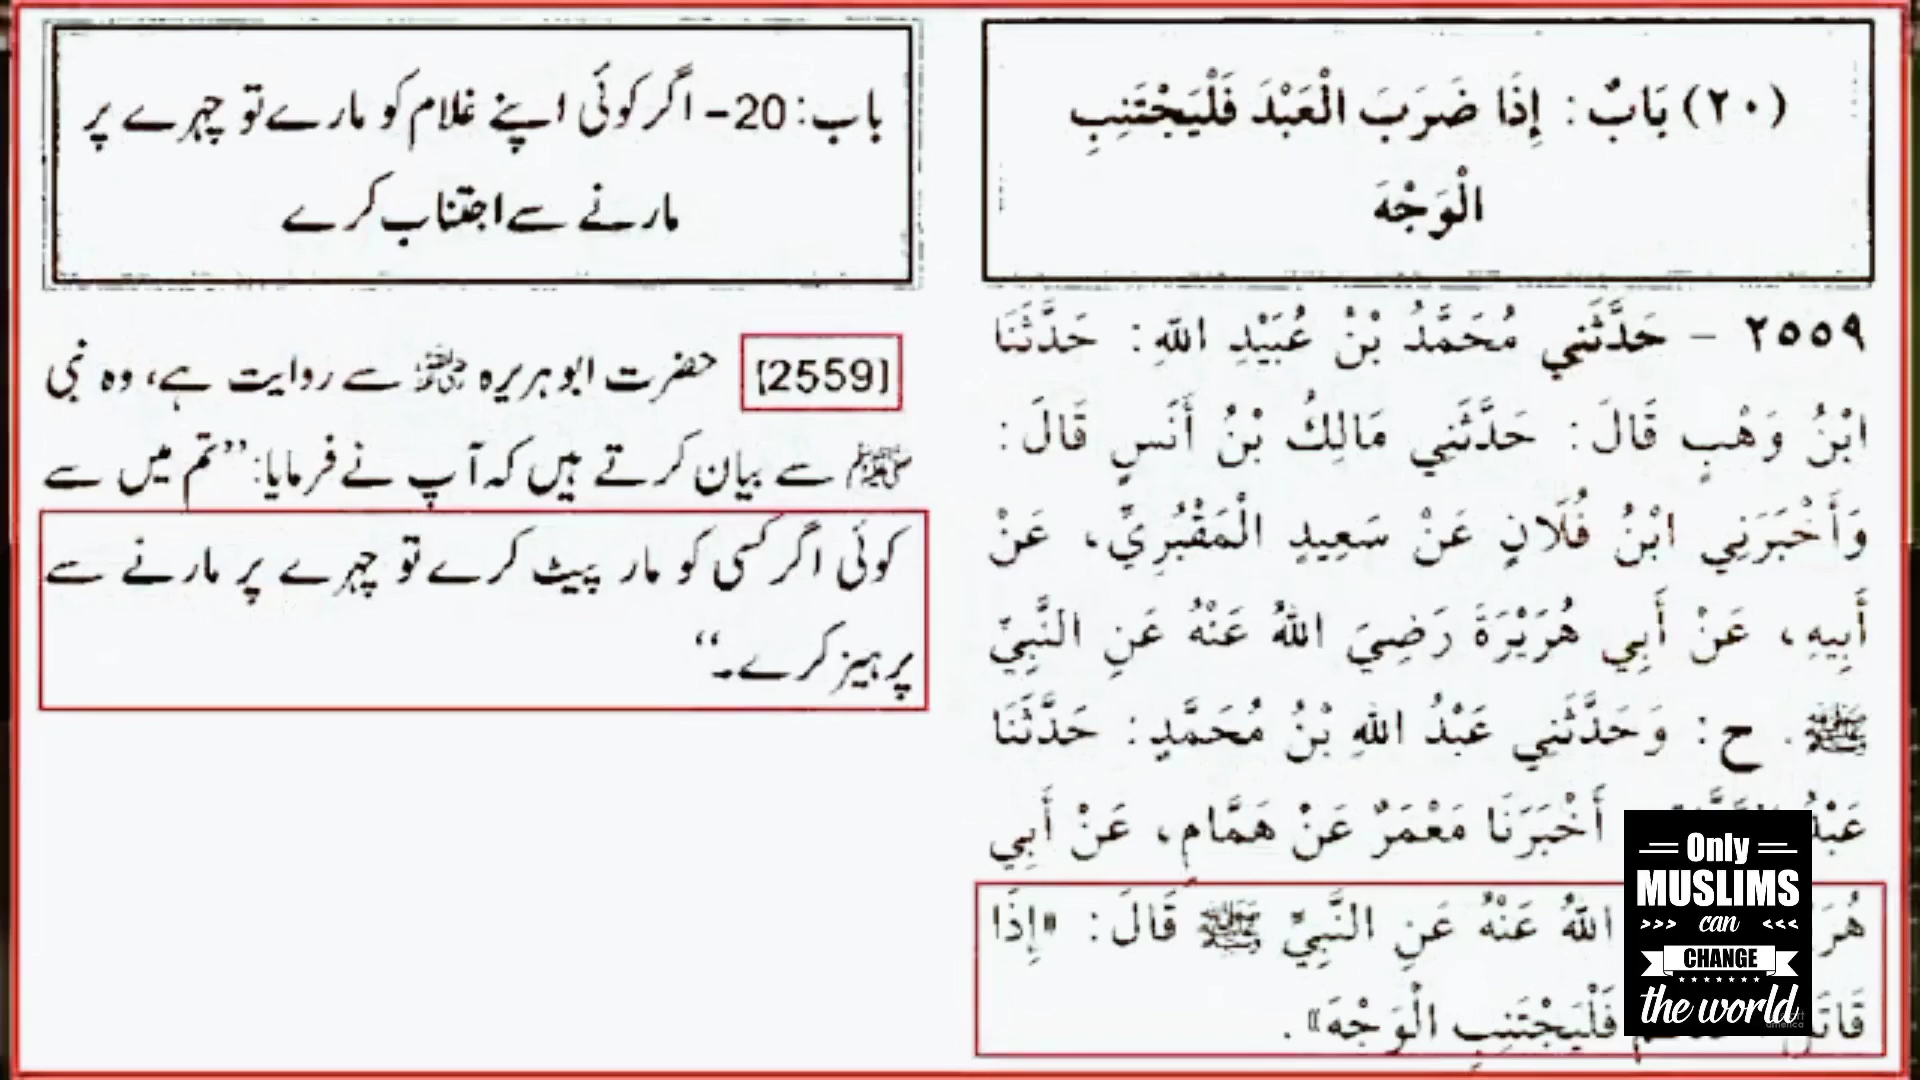 (٢٠) بَابٌ: إِذَا ضَرَبَ الْعَبْدَ فَلْيَجْتَنِبِ
الْوَجْهَ
٢٥٥٩ - حَدَّثَنِي مُحَمَّدُ بْنُ عُبَيْدِ اللهِ: حَدَّثَنَا
ابْنُ وَهْبٍ قَالَ: حَدَّثَنِي مَالِكُ بْنُ أَنَسٍ قَالَ:
وَأَخْبَرَنِي ابْنُ فُلَانٍ عَنْ سَعِيدٍ الْمَقْبُرِيِّ، عَنْ
أَبِيهِ، عَنْ أَبِي هُرَيْرَةَ رَضِيَ اللهُ عَنْهُ عَنِ النَّبِيِّ
ﷺ. ح: وَحَدَّثَنِي عَبْدُ اللهِ بْنُ مُحَمَّدٍ: حَدَّثَنَا
أَخْبَرَنَا مَعْمَرٌ عَنْ هَمَّامٍ، عَنْ أَبِي
اللهُ عَنْهُ عَنِ النَّبِيِّ ﷺ قَالَ: «إِذَا
فَلْيَجْتَنِبِ الْوَجْهَ».
باب: 20- اگر کوئی اپنے غلام کو مارے تو چہرے پر
مارنے سے اجتناب کرے
[2559] حضرت ابو ہریرہ رضی اللہ عنہ سے روایت ہے، وہ نبی
ﷺ سے بیان کرتے ہیں کہ آپ نے فرمایا: ”تم میں سے
کوئی اگر کسی کو مار پیٹ کرے تو چہرے پر مارنے سے
پرہیز کرے۔“
Only
MUSLIMS
>>> can <<<
CHANGE
the world